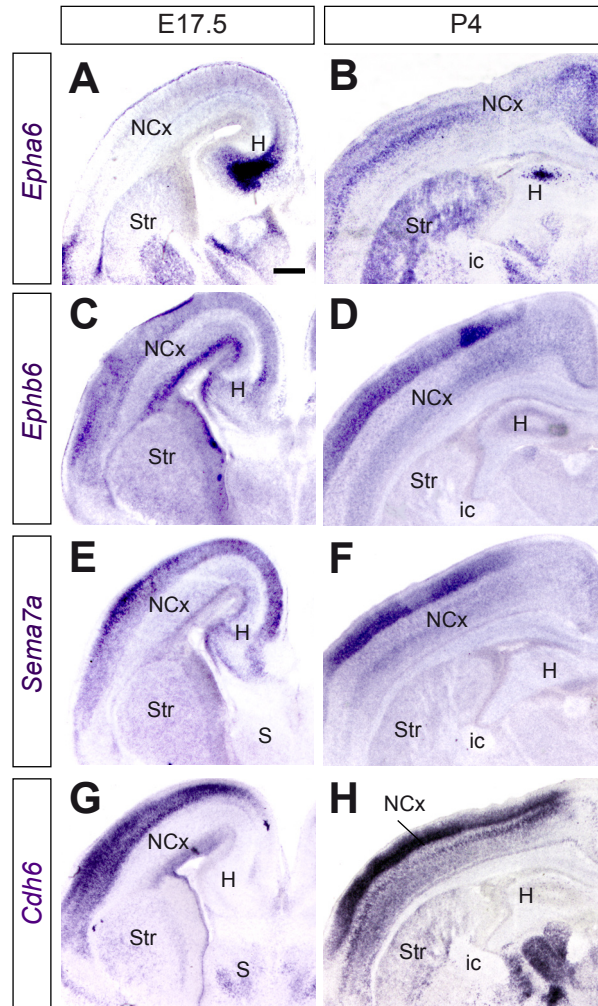 E17.5
P4
Epha6
A
NCx
H
Str
B
NCx
Str
H
ic
Ephb6
C
NCx
H
Str
D
NCx
H
Str
ic
Sema7a
E
NCx
H
Str
S
F
NCx
H
Str
ic
Cdh6
G
NCx
H
Str
S
H
NCx
H
Str
ic